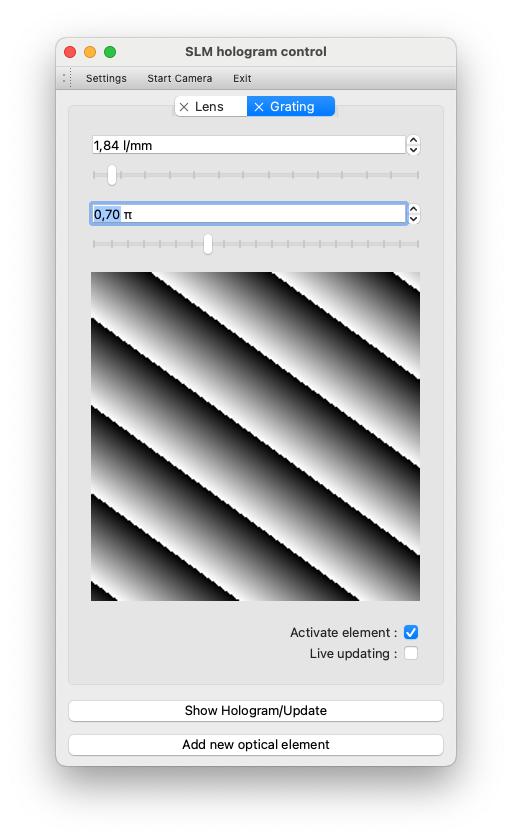 SLM hologram control
Settings Start Camera Exit
Lens Grating
1,84 l/mm
0,70 π
Activate element :
Live updating :
Show Hologram/Update
Add new optical element